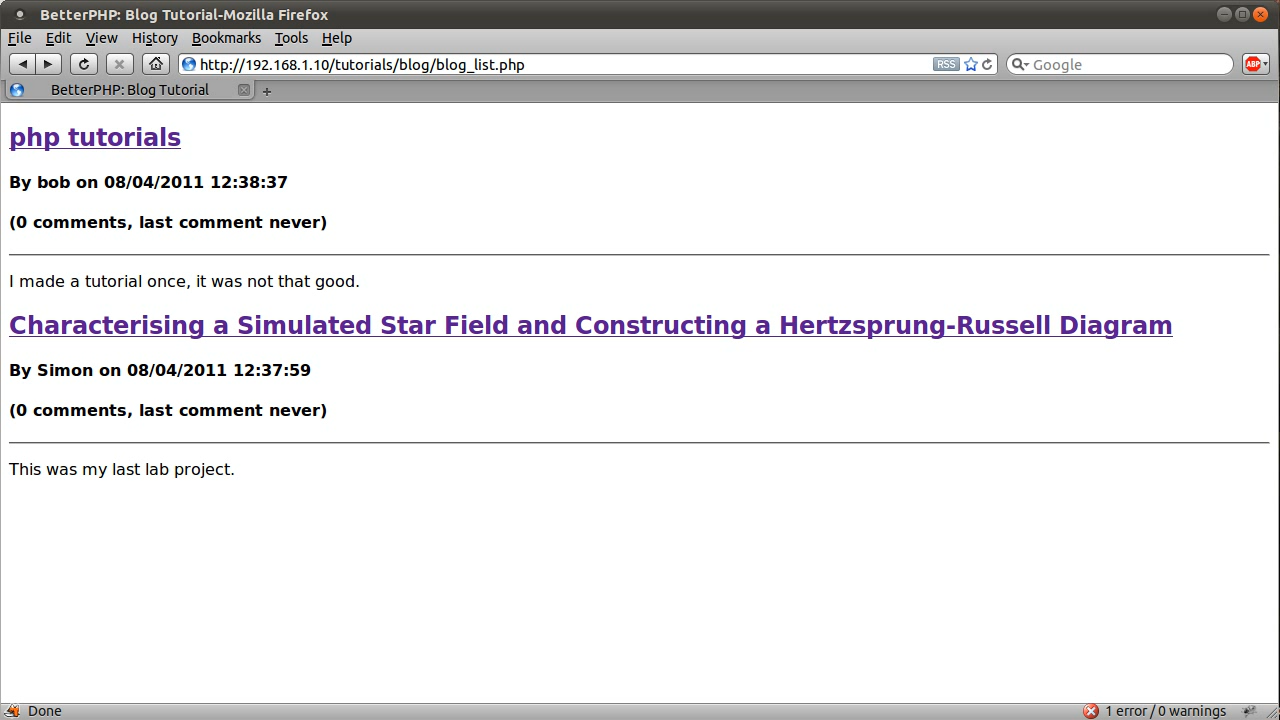 BetterPHP: Blog Tutorial-Mozilla Firefox
File Edit View History Bookmarks Tools Help
http://192.168.1.10/tutorials/blog/blog_list.php RSS Google ABP
BetterPHP: Blog Tutorial
php tutorials
By bob on 08/04/2011 12:38:37
(0 comments, last comment never)
I made a tutorial once, it was not that good.
Characterising a Simulated Star Field and Constructing a Hertzsprung-Russell Diagram
By Simon on 08/04/2011 12:37:59
(0 comments, last comment never)
This was my last lab project.
Done 1 error / 0 warnings